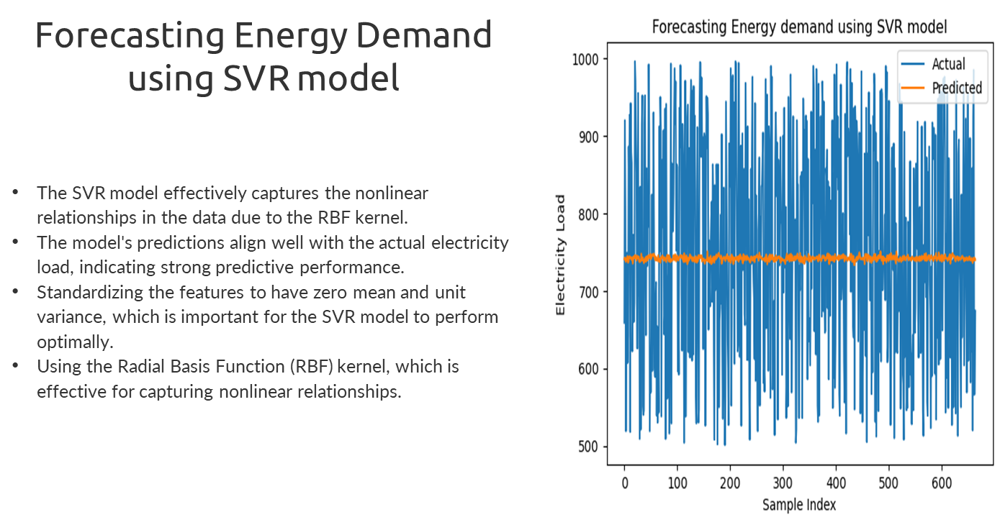 Forecasting Energy Demand
using SVR model
• The SVR model effectively captures the nonlinear
relationships in the data due to the RBF kernel.
• The model's predictions align well with the actual electricity
load, indicating strong predictive performance.
• Standardizing the features to have zero mean and unit
variance, which is important for the SVR model to perform
optimally.
• Using the Radial Basis Function (RBF) kernel, which is
effective for capturing nonlinear relationships.
Forecasting Energy demand using SVR model
Actual
Predicted
Electricity Load
1000
900
800
700
600
500
0 100 200 300 400 500 600
Sample Index